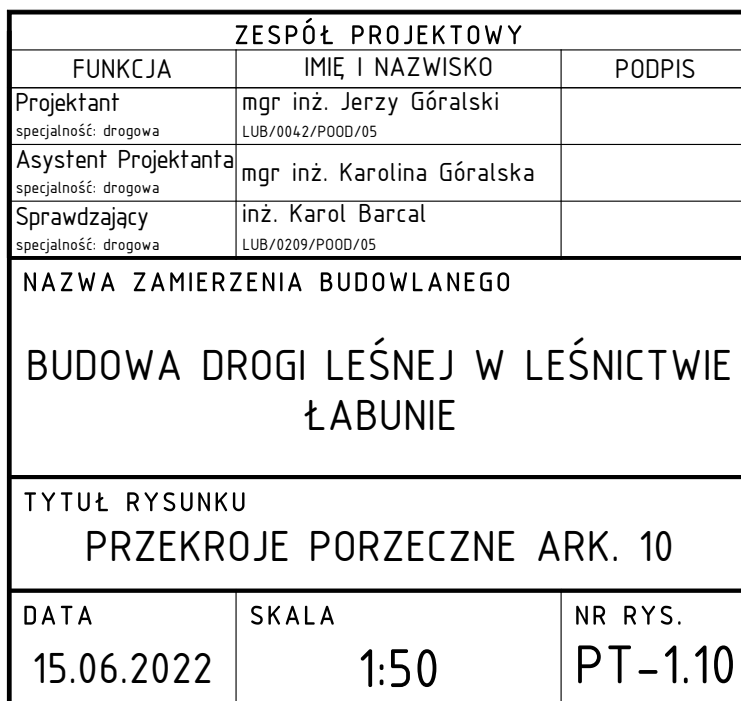 ZESPÓŁ PROJEKTOWY
FUNKCJA IMIĘ I NAZWISKO PODPIS
Projektant mgr inż. Jerzy Góralski
specjalność: drogowa LUB/0042/POOD/05
Asystent Projektanta mgr inż. Karolina Góralska
specjalność: drogowa
Sprawdzający inż. Karol Barcal
specjalność: drogowa LUB/0209/POOD/05
NAZWA ZAMIERZENIA BUDOWLANEGO
BUDOWA DROGI LEŚNEJ W LEŚNICTWIE
ŁABUNIE
TYTUŁ RYSUNKU
PRZEKROJE PORZECZNE ARK. 10
DATA SKALA NR RYS.
15.06.2022 1:50 PT-1.10